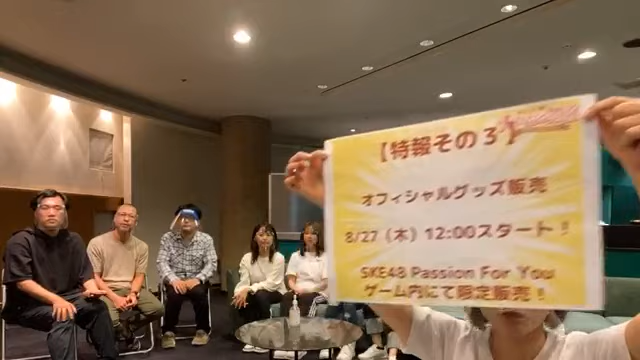 【特報その3】
オフィシャルグッズ販売
8/27（木）12:00スタート！
SKE48 Passion For You
ゲーム内にて限定販売！